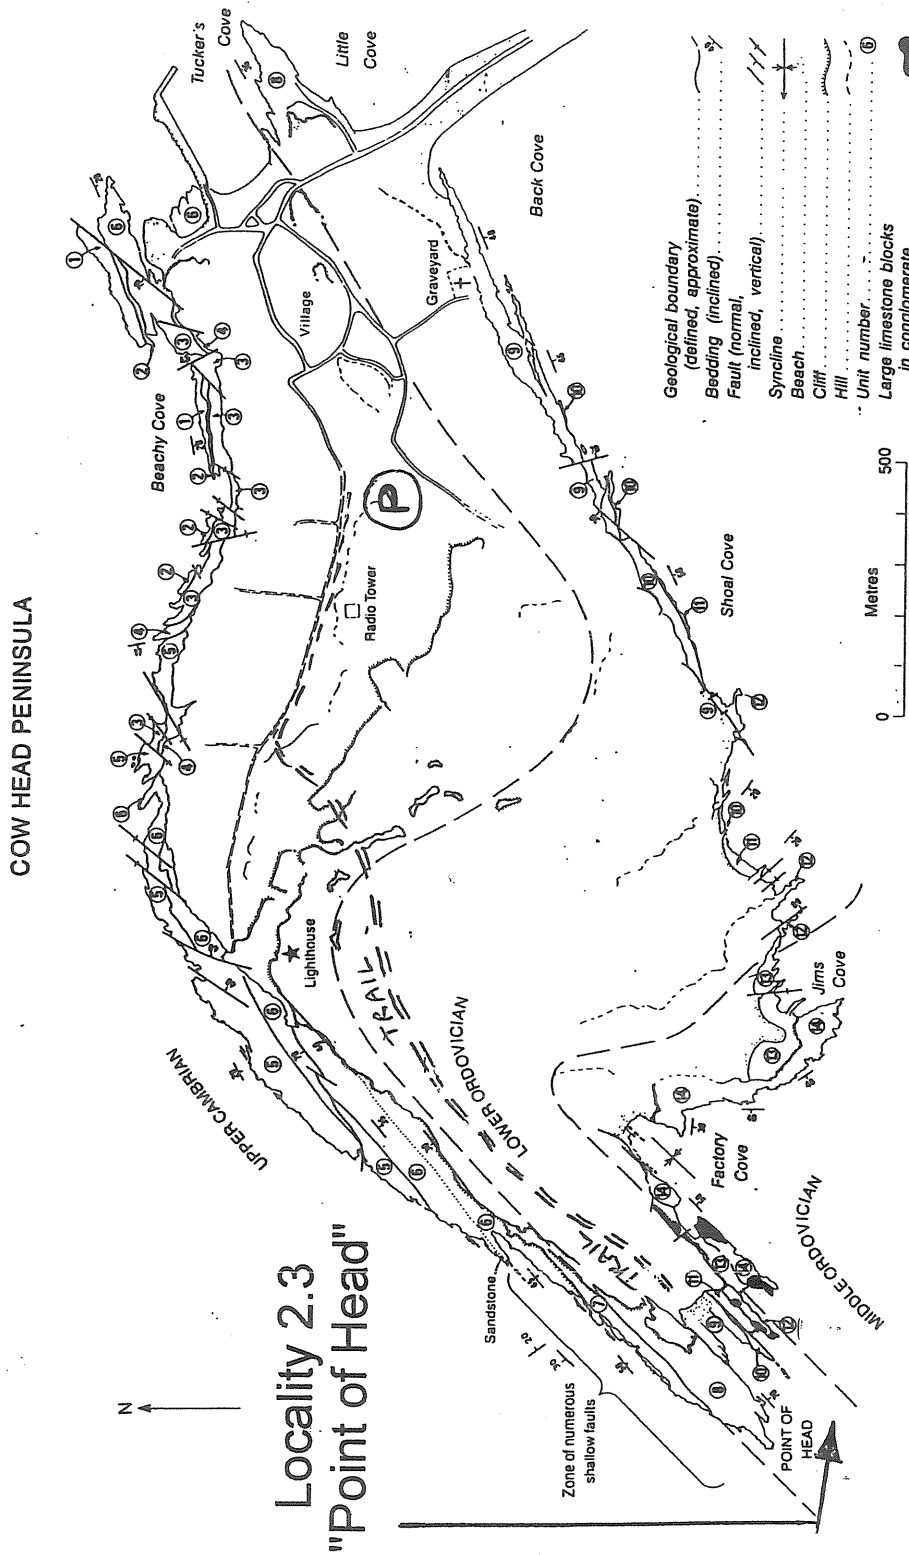 COW HEAD PENINSULA
N
Locality 2.3
"Point of Head"
UPPER CAMBRIAN
LOWER ORDOVICIAN
MIDDLE ORDOVICIAN
Tucker's
Cove
Little
Cove
Back Cove
Beachy Cove
Village
Graveyard
P
Radio Tower
Lighthouse
Shoal Cove
Jims
Cove
Factory
Cove
TRAIL
TRAIL
Sandstone
Zone of numerous
shallow faults
POINT OF
HEAD
Geological boundary
(defined, approximate)
Bedding (inclined)
Fault (normal,
inclined, vertical)
Syncline
Beach
Cliff
Hill
Unit number 6
Large limestone blocks
in conglomerate
0 500
Metres